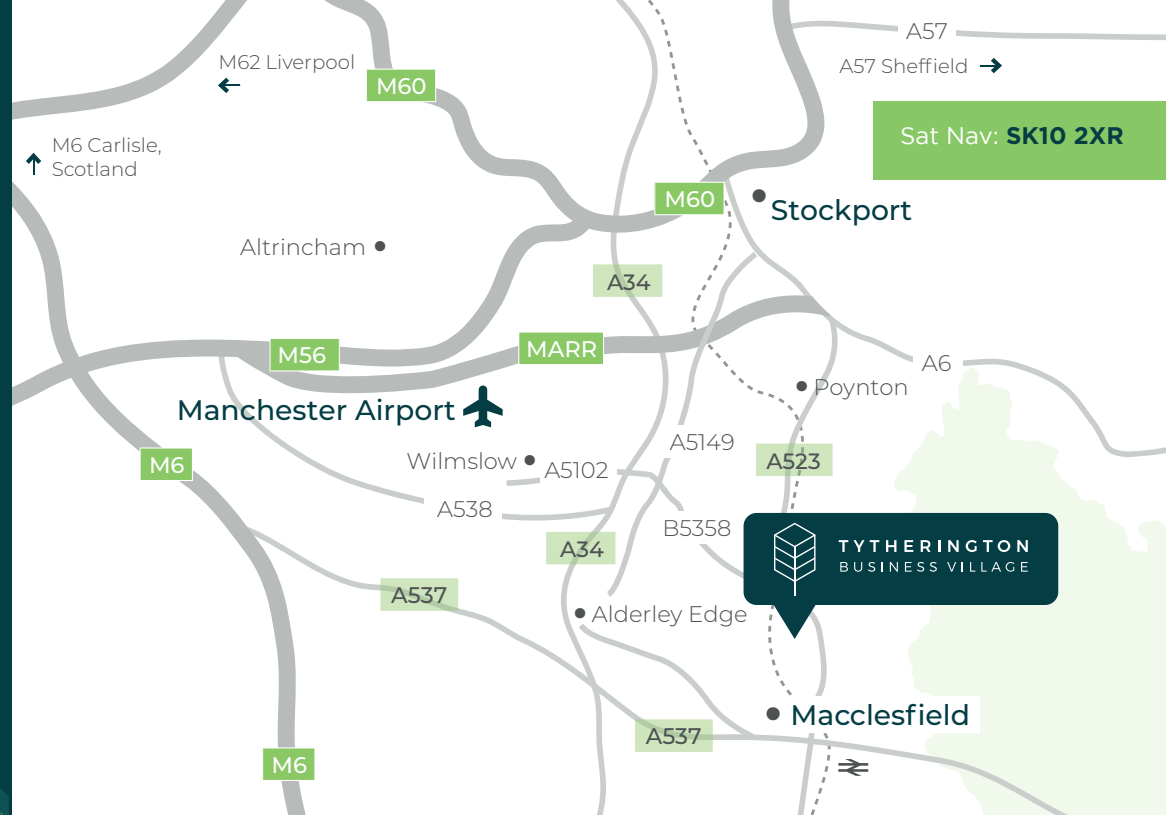 A57
M62 Liverpool
A57 Sheffield
M60
Sat Nav: SK10 2XR
M6 Carlisle,
Scotland
M60
Stockport
Altrincham
A34
M56
MARR
A6
Poynton
Manchester Airport
A5149
Wilmslow
A5102
A523
M6
A538
B5358
TYTHERINGTON
BUSINESS VILLAGE
A34
A537
Alderley Edge
Macclesfield
A537
M6